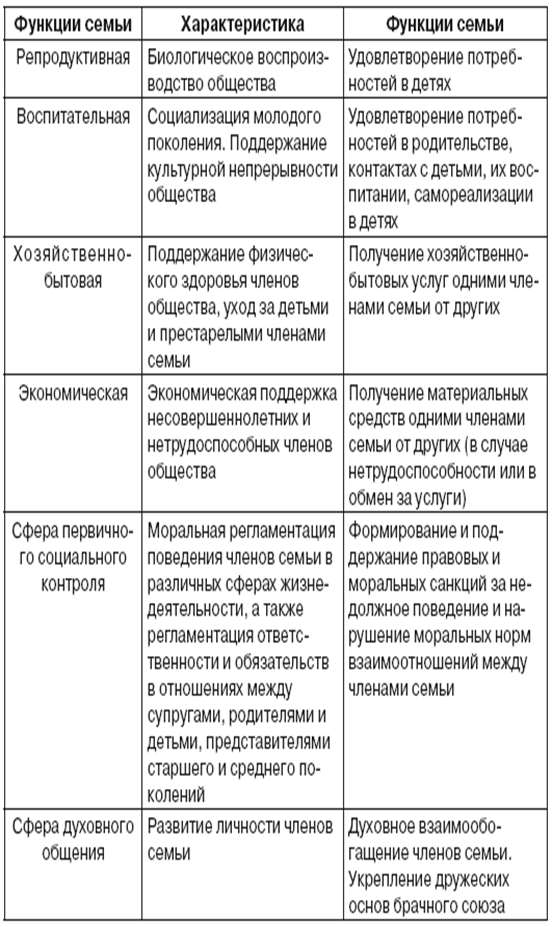 Функции семьи
Характеристика
Функции семьи
Репродуктивная
Биологическое воспроиз-
водство общества
Удовлетворение потреб-
ностей в детях
Воспитательная
Социализация молодого
поколения. Поддержание
культурной непрерывности
общества
Удовлетворение потреб-
ностей в родительстве,
контактах с детьми, их вос-
питании, самореализации
в детях
Хозяйственно-
бытовая
Поддержание физичес-
кого здоровья членов
общества, уход за детьми
и престарелыми членами
семьи
Получение хозяйственно-
бытовых услуг одними чле-
нами семьи от других
Экономическая
Экономическая поддержка
несовершеннолетних и
нетрудоспособных членов
общества
Получение материальных
средств одними членами
семьи от других (в случае
нетрудоспособности или в
обмен за услуги)
Сфера первично-
го социального
контроля
Моральная регламентация
поведения членов семьи в
различных сферах жизне-
деятельности, а также
регламентация ответс-
твенности и обязательств
в отношениях между
супругами, родителями и
детьми, представителями
старшего и среднего по-
колений
Формирование и под-
держание правовых и
моральных санкций за не-
должное поведение и на-
рушение моральных норм
взаимоотношений между
членами семьи
Сфера духовного
общения
Развитие личности членов
семьи
Духовное взаимообо-
гащение членов семьи.
Укрепление дружеских
основ брачного союза